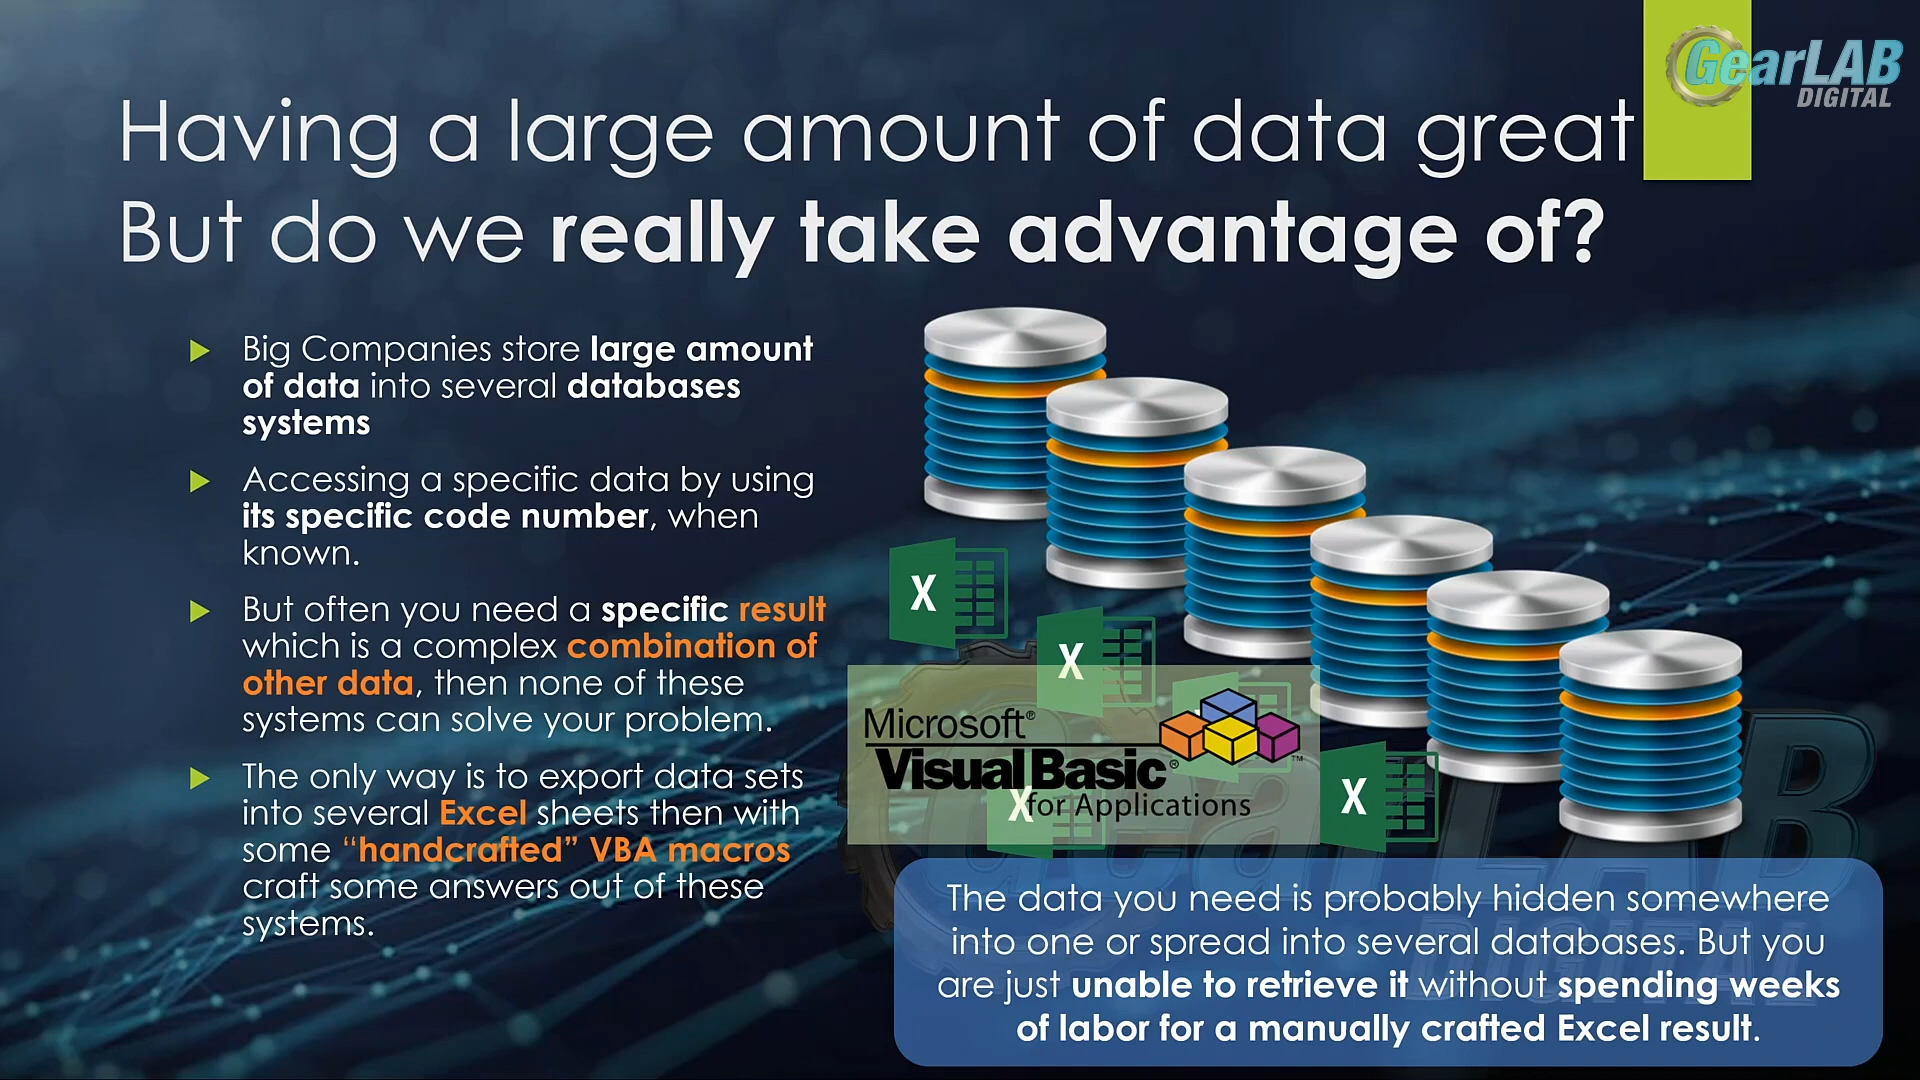 GearLAB
DIGITAL
Having a large amount of data great
But do we really take advantage of?
Big Companies store large amount
of data into several databases
systems
Accessing a specific data by using
its specific code number, when
known.
But often you need a specific result
which is a complex combination of
other data, then none of these
systems can solve your problem.
The only way is to export data sets
into several Excel sheets then with
some “handcrafted” VBA macros
craft some answers out of these
systems.
X
X
Microsoft®
Visual Basic®
for Applications
™
X
X
The data you need is probably hidden somewhere
into one or spread into several databases. But you
are just unable to retrieve it without spending weeks
of labor for a manually crafted Excel result.